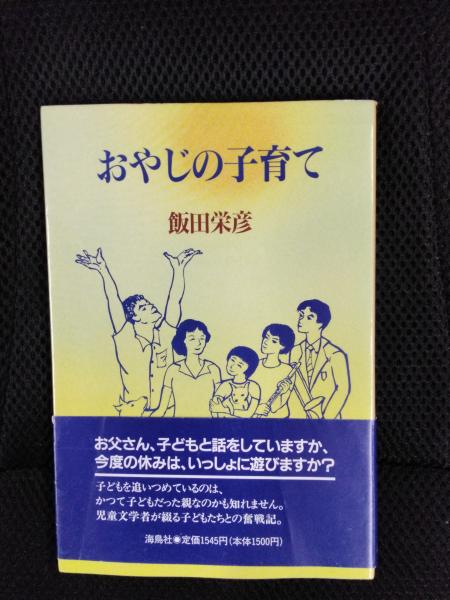 おやじの子育て
飯田栄彦
お父さん、子どもと話をしていますか、
今度の休みは、いっしょに遊びますか?
子どもを追いつめているのは、
かつて子どもだった親なのかも知れません。
児童文学者が綴る子どもたちとの奮戦記。
海鳥社●定価1545円(本体1500円)